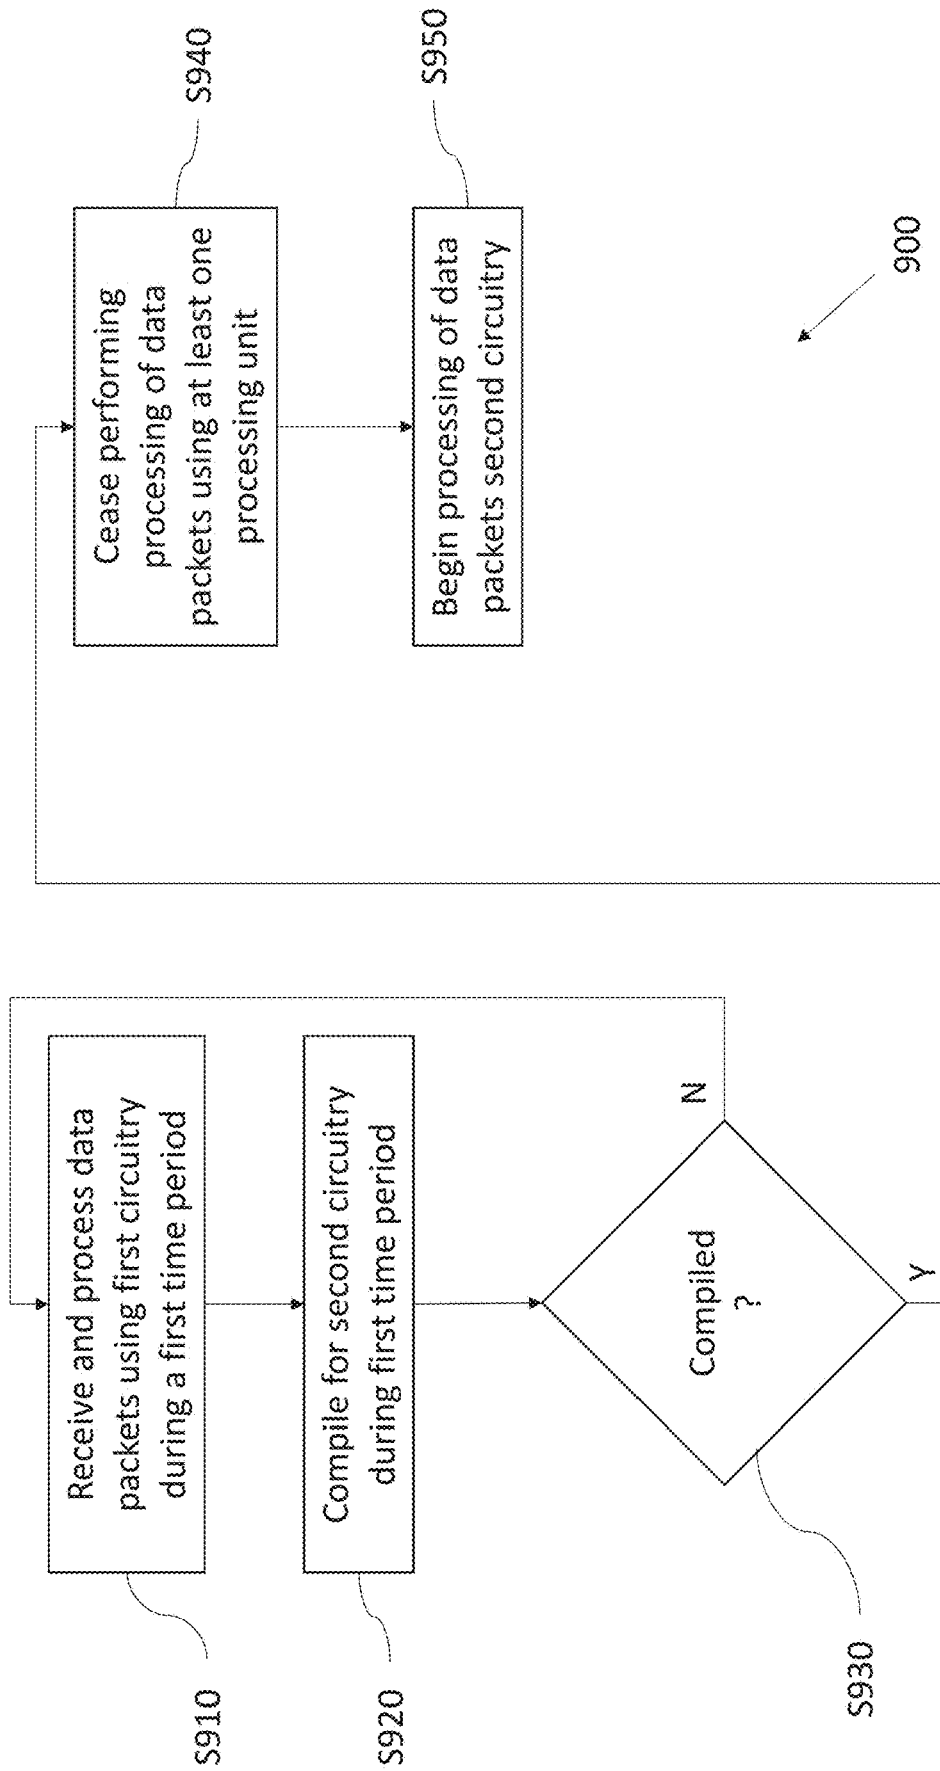 S910
Receive and process data
packets using first circuitry
during a first time period
S920
Compile for second circuitry
during first time period
S930
Compiled
?
N
Y
Cease performing
processing of data
packets using at least one
processing unit
S940
Begin processing of data
packets second circuitry
S950
900